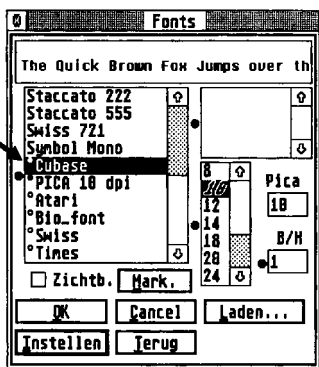 Fonts
The Quick Brown Fox Jumps over th
Staccato 222
Staccato 555
Swiss 721
Symbol Mono
°Cubase
°PICA 10 dpi
°Atari
°Bio_font
°Swiss
°Times
8
10
12
14
18
20
24
Pica
10
B/H
1
Zichtb. Mark.
OK Cancel Laden...
Instellen Terug